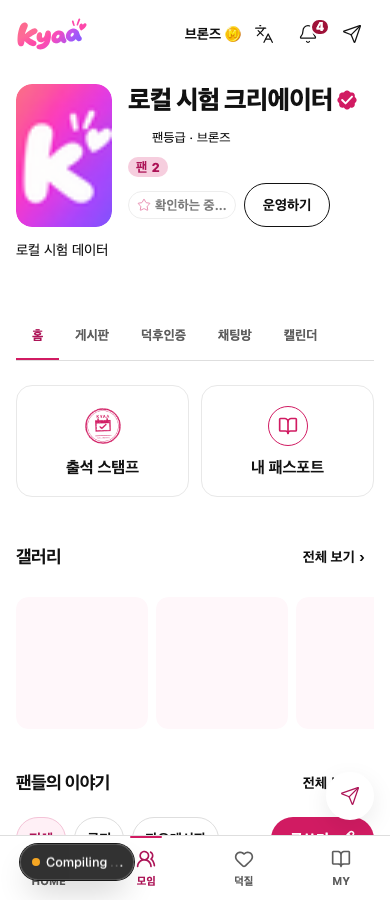 kyaa
브론즈
4
로컬 시험 크리에이터
팬등급 · 브론즈
팬 2
확인하는 중...
운영하기
로컬 시험 데이터
홈 게시판 덕후인증 채팅방 캘린더
출석 스탬프 내 패스포트
갤러리 전체 보기 ›
팬들의 이야기 전체
Compiling ...
HOME 모임 덕질 MY